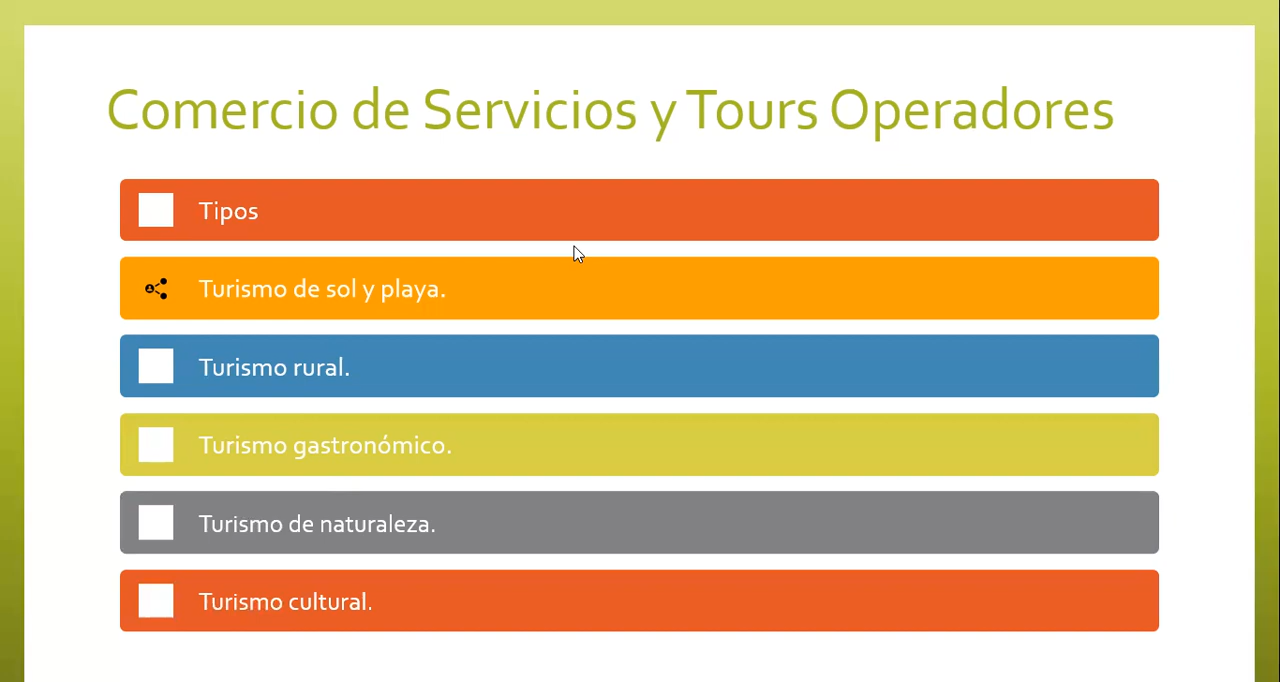 Comercio de Servicios y Tours Operadores
Tipos
Turismo de sol y playa.
Turismo rural.
Turismo gastronómico.
Turismo de naturaleza.
Turismo cultural.